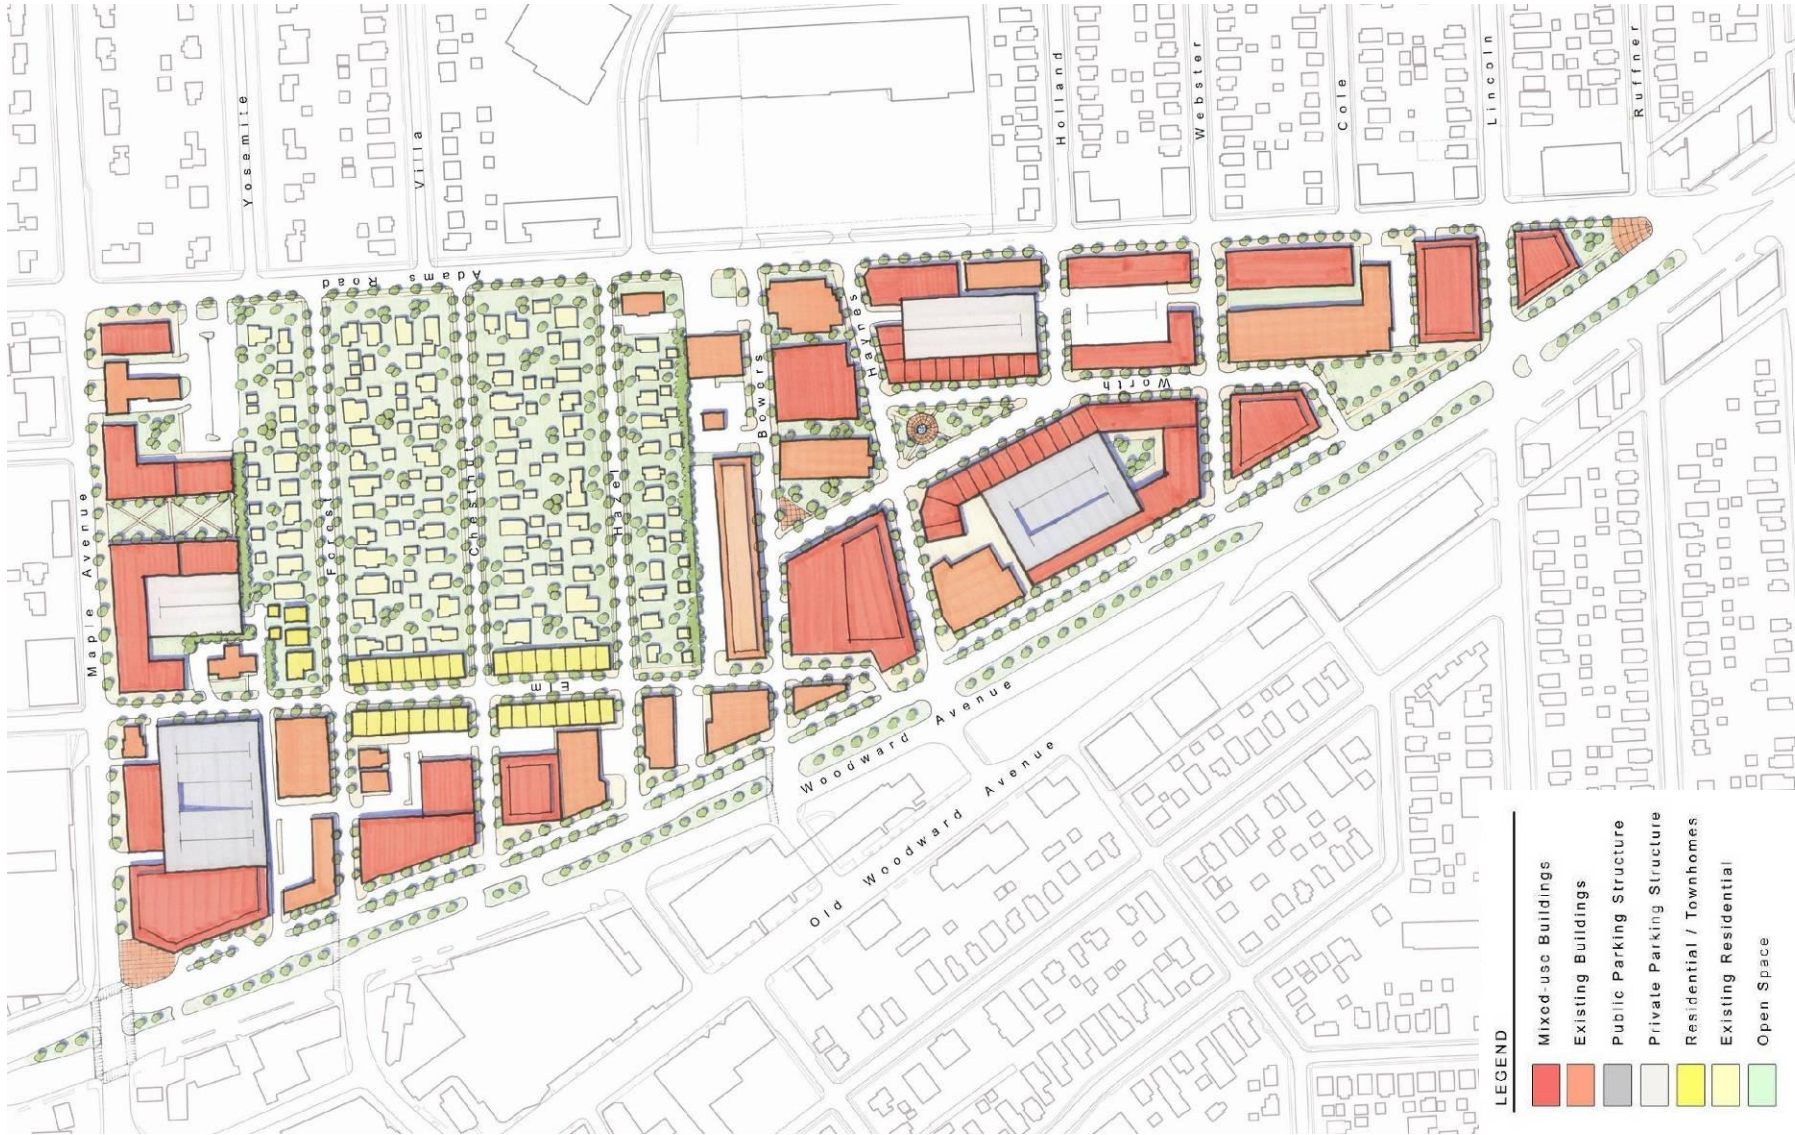 Yosemite
Villa
Holland
Webster
Cole
Lincoln
Ruffner
Adams
Road
Maple Avenue
Forest
Chestnut
Hazel
Bowers
Haynes
Worth
Elm
Woodward Avenue
Old Woodward Avenue
LEGEND
Mixed-use Buildings
Existing Buildings
Public Parking Structure
Private Parking Structure
Residential / Townhomes
Existing Residential
Open Space